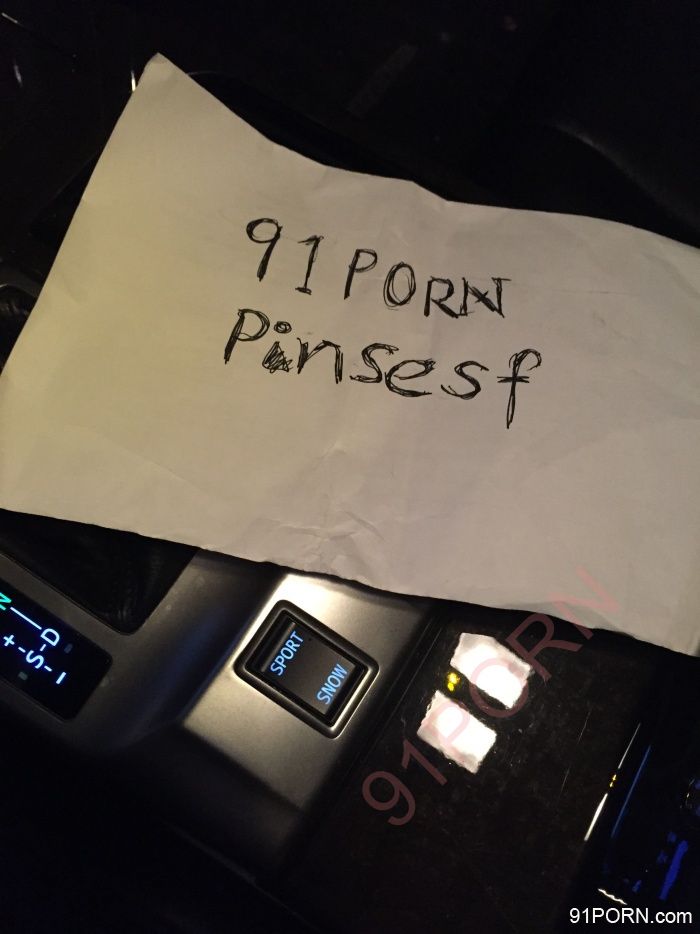 91PORN
Pinsesf
N
+ S D
- -
SPORT
SNOW
91PORN
91PORN.com